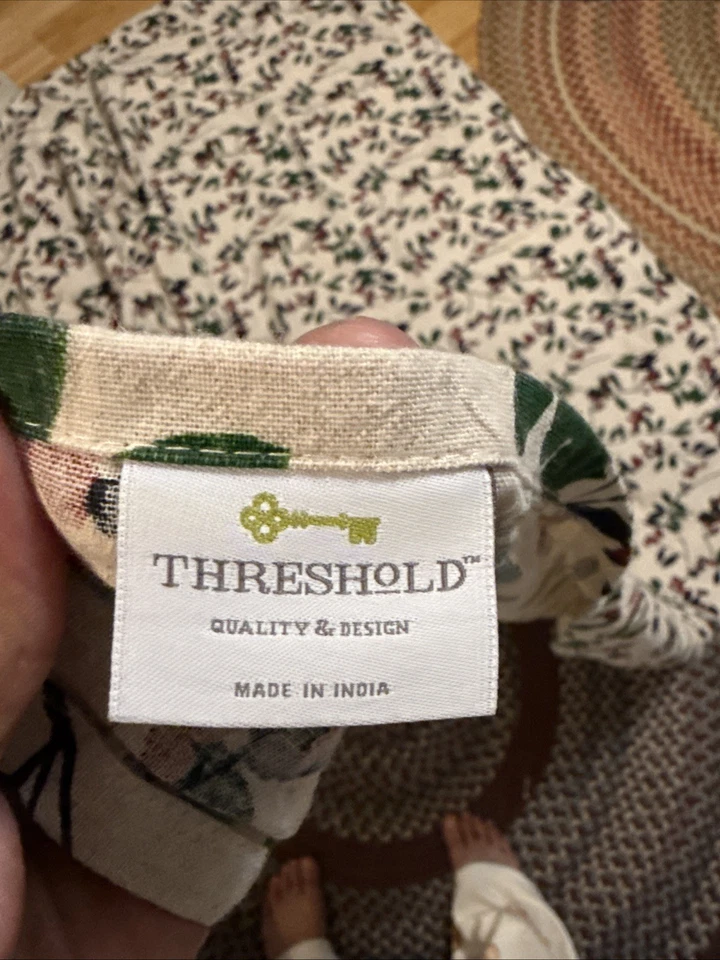 THRESHOLD™
QUALITY & DESIGN
MADE IN INDIA